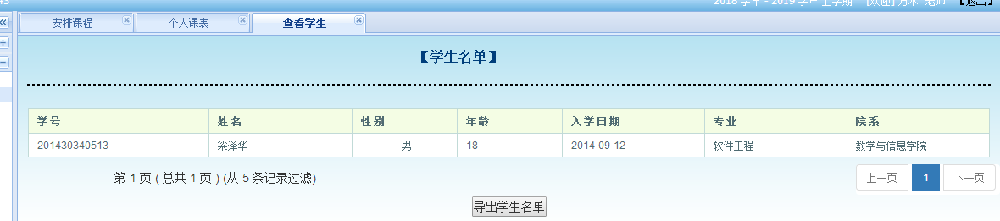 2018 学年 - 2019 学年 上学期 [欢迎] 方木 老师 【退出】
安排课程 个人课表 查看学生
【学生名单】
学号 姓名 性别 年龄 入学日期 专业 院系
201430340513 梁泽华 男 18 2014-09-12 软件工程 数学与信息学院
第 1 页 ( 总共 1 页 ) (从 5 条记录过滤) 上一页 1 下一页
导出学生名单